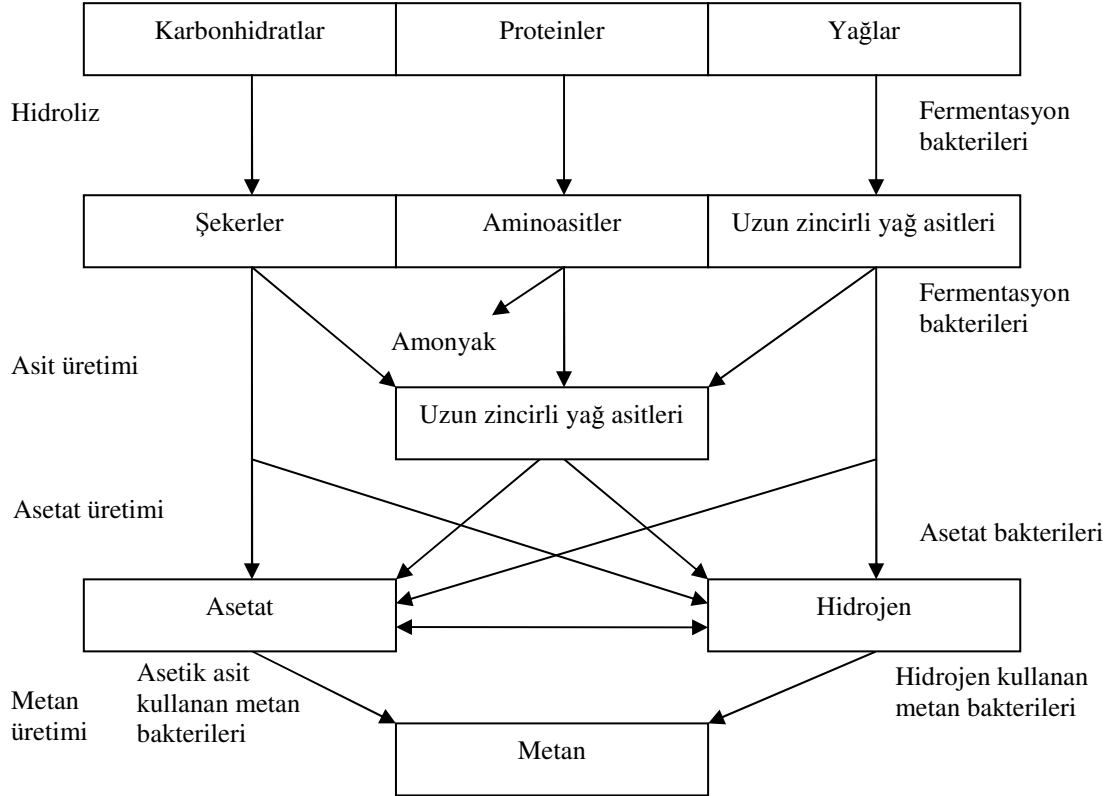 Karbonhidratlar
Proteinler
Yağlar
Hidroliz
Fermentasyon
bakterileri
Şekerler
Aminoasitler
Uzun zincirli yağ asitleri
Fermentasyon
bakterileri
Amonyak
Asit üretimi
Uzun zincirli yağ asitleri
Asetat üretimi
Asetat bakterileri
Asetat
Hidrojen
Metan
üretimi
Asetik asit
kullanan metan
bakterileri
Hidrojen kullanan
metan bakterileri
Metan